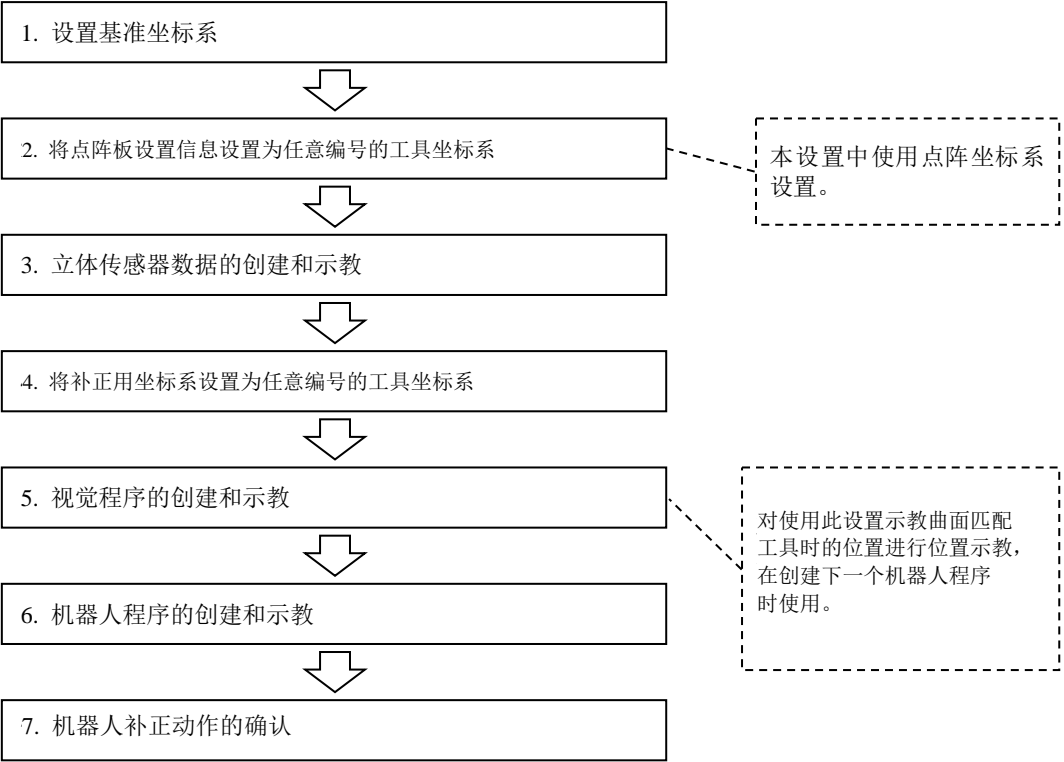 1. 设置基准坐标系
2. 将点阵板设置信息设置为任意编号的工具坐标系
本设置中使用点阵坐标系
设置。
3. 立体传感器数据的创建和示教
4. 将补正用坐标系设置为任意编号的工具坐标系
5. 视觉程序的创建和示教
对使用此设置示教曲面匹配
工具时的位置进行位置示教，
在创建下一个机器人程序
时使用。
6. 机器人程序的创建和示教
7. 机器人补正动作的确认